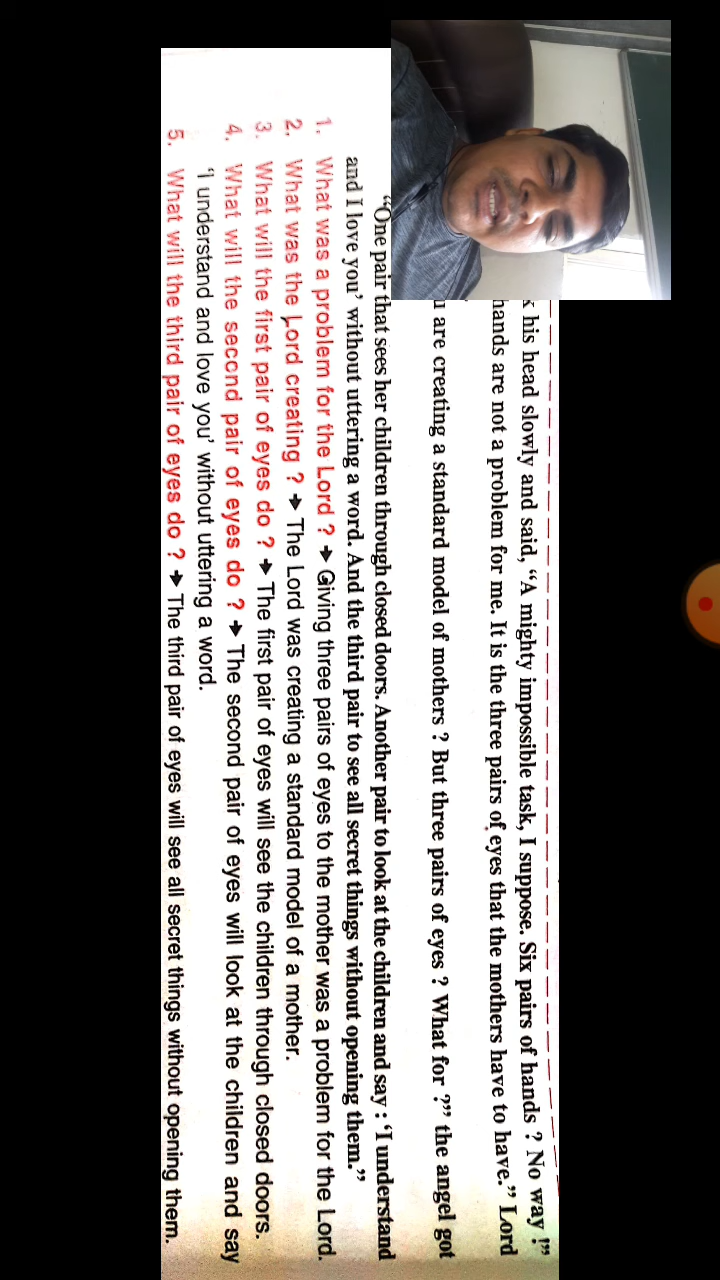 his head slowly and said, “A mighty impossible task, I suppose. Six pairs of hands ? No way !”
hands are not a problem for me. It is the three pairs of eyes that the mothers have to have.” Lord
are creating a standard model of mothers ? But three pairs of eyes ? What for ?” the angel got
“One pair that sees her children through closed doors. Another pair to look at the children and say : ‘I understand
and I love you’ without uttering a word. And the third pair to see all secret things without opening them.”
1. What was a problem for the Lord ? ➜ Giving three pairs of eyes to the mother was a problem for the Lord.
2. What was the Lord creating ? ➜ The Lord was creating a standard model of a mother.
3. What will the first pair of eyes do ? ➜ The first pair of eyes will see the children through closed doors.
4. What will the second pair of eyes do ? ➜ The second pair of eyes will look at the children and say
‘I understand and love you’ without uttering a word.
5. What will the third pair of eyes do ? ➜ The third pair of eyes will see all secret things without opening them.